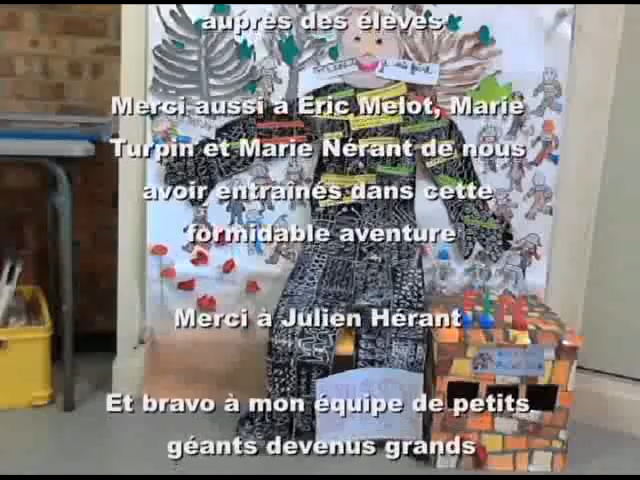 auprès des élèves
Merci aussi à Eric Melot, Marie
Turpin et Marie Nérant de nous
avoir entraînés dans cette
formidable aventure
Merci à Julien Hérant
Et bravo à mon équipe de petits
géants devenus grands